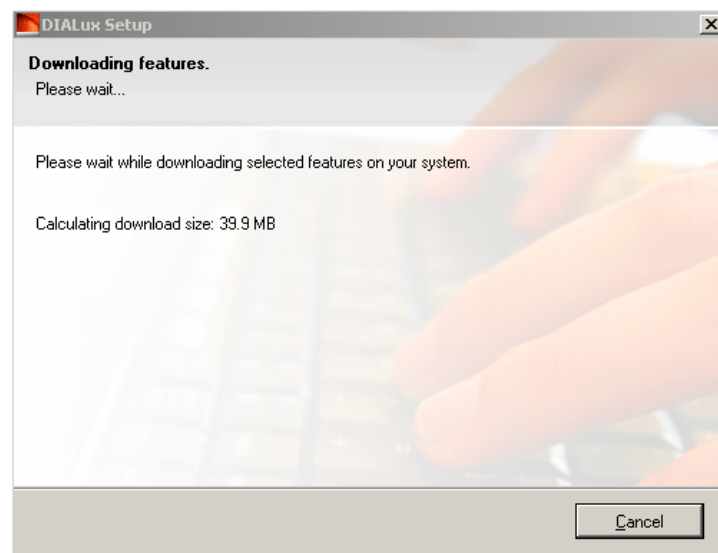 DIALux Setup
Downloading features.
Please wait...
Please wait while downloading selected features on your system.
Calculating download size: 39.9 MB
Cancel